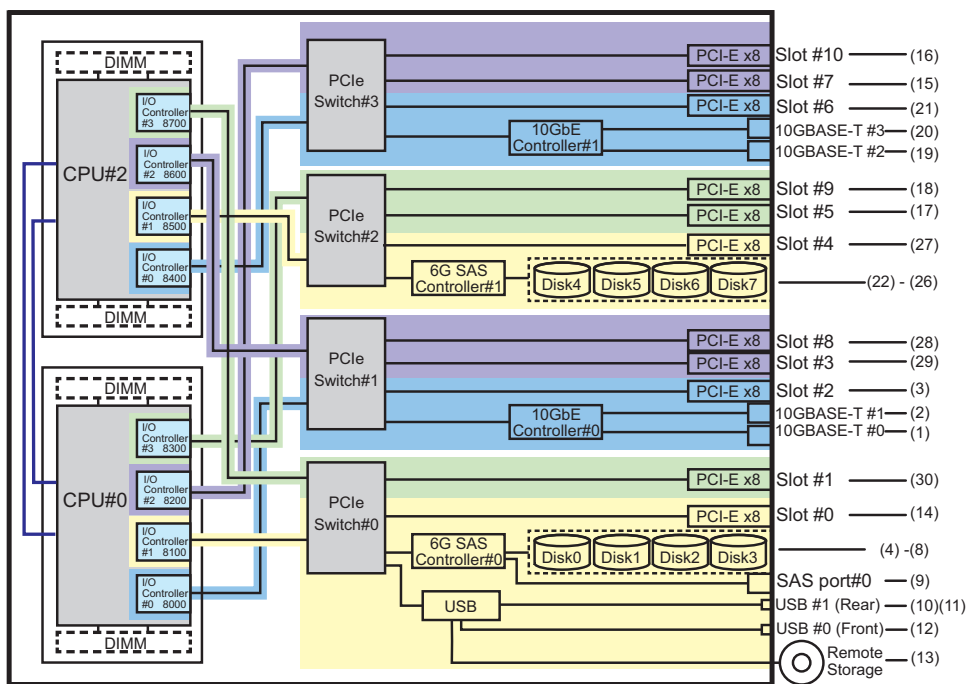 DIMM
CPU#2
I/O
Controller
#3 8700
I/O
Controller
#2 8600
I/O
Controller
#1 8500
I/O
Controller
#0 8400
DIMM
DIMM
CPU#0
I/O
Controller
#3 8300
I/O
Controller
#2 8200
I/O
Controller
#1 8100
I/O
Controller
#0 8000
DIMM
PCIe
Switch#3
PCI-E x8 Slot #10 (16)
PCI-E x8 Slot #7 (15)
PCI-E x8 Slot #6 (21)
10GbE
Controller#1
10GBASE-T #3 (20)
10GBASE-T #2 (19)
PCIe
Switch#2
PCI-E x8 Slot #9 (18)
PCI-E x8 Slot #5 (17)
PCI-E x8 Slot #4 (27)
6G SAS
Controller#1
Disk4 Disk5 Disk6 Disk7 (22) - (26)
PCIe
Switch#1
PCI-E x8 Slot #8 (28)
PCI-E x8 Slot #3 (29)
PCI-E x8 Slot #2 (3)
10GbE
Controller#0
10GBASE-T #1 (2)
10GBASE-T #0 (1)
PCIe
Switch#0
PCI-E x8 Slot #1 (30)
PCI-E x8 Slot #0 (14)
6G SAS
Controller#0
Disk0 Disk1 Disk2 Disk3 (4) -(8)
SAS port#0 (9)
USB
USB #1 (Rear) (10)(11)
USB #0 (Front) (12)
Remote
Storage (13)